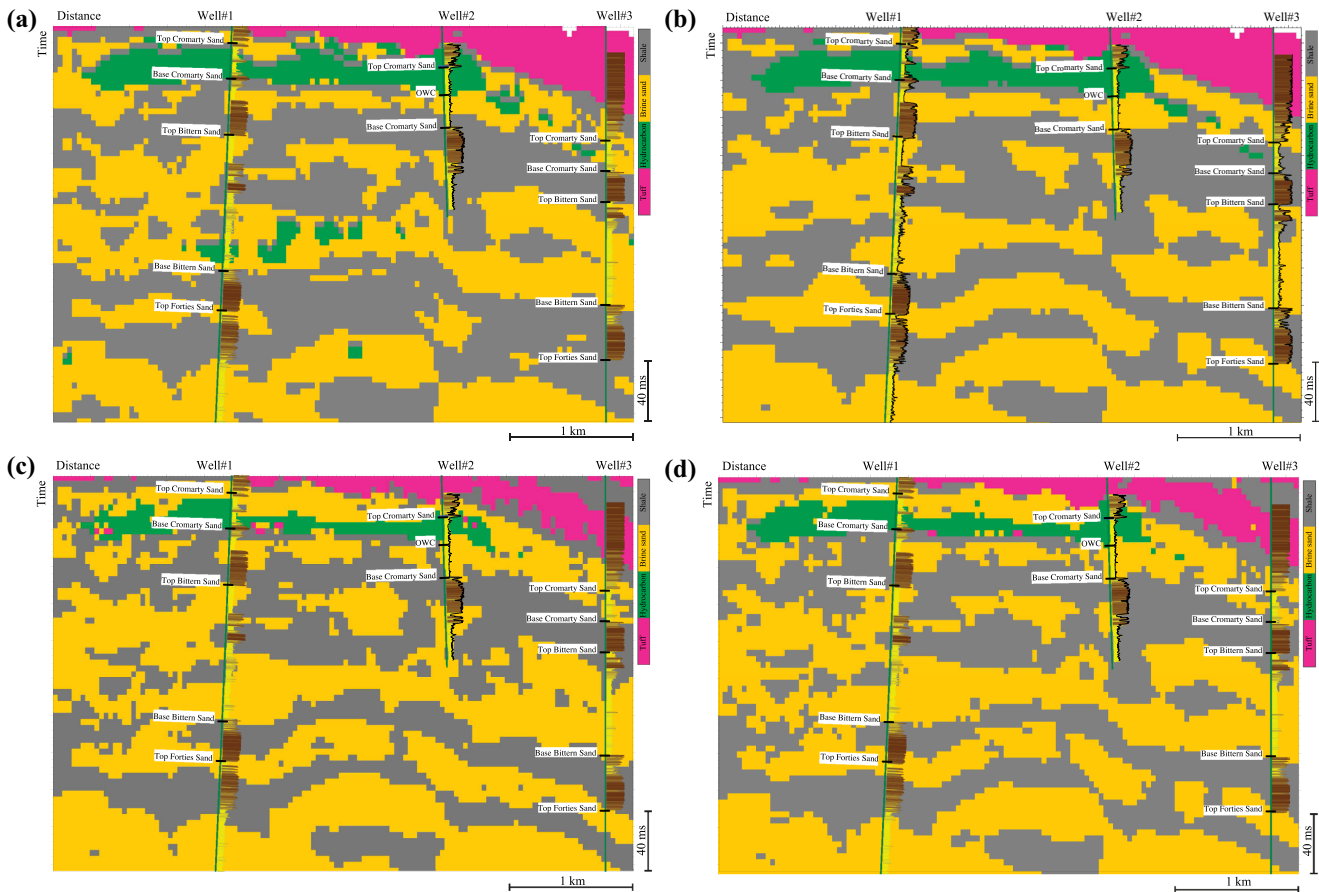 (a)
Distance Well#1 Well#2 Well#3
Time
Top Cromarty Sand
Base Cromarty Sand
Top Bittern Sand
Base Bittern Sand
Top Forties Sand
Top Cromarty Sand
OWC
Base Cromarty Sand
Top Cromarty Sand
Base Cromarty Sand
Top Bittern Sand
Base Bittern Sand
Top Forties Sand
Shale
Brine sand
Hydrocarbon
Tuff
40 ms
1 km
(b)
Distance Well#1 Well#2 Well#3
Time
Top Cromarty Sand
Base Cromarty Sand
Top Bittern Sand
Base Bittern Sand
Top Forties Sand
Top Cromarty Sand
OWC
Base Cromarty Sand
Top Cromarty Sand
Base Cromarty Sand
Top Bittern Sand
Base Bittern Sand
Top Forties Sand
Shale
Brine sand
Hydrocarbon
Tuff
40 ms
1 km
(c)
Distance Well#1 Well#2 Well#3
Time
Top Cromarty Sand
Base Cromarty Sand
Top Bittern Sand
Base Bittern Sand
Top Forties Sand
Top Cromarty Sand
OWC
Base Cromarty Sand
Top Cromarty Sand
Base Cromarty Sand
Top Bittern Sand
Base Bittern Sand
Top Forties Sand
Shale
Brine sand
Hydrocarbon
Tuff
40 ms
1 km
(d)
Distance Well#1 Well#2 Well#3
Time
Top Cromarty Sand
Base Cromarty Sand
Top Bittern Sand
Base Bittern Sand
Top Forties Sand
Top Cromarty Sand
OWC
Base Cromarty Sand
Top Cromarty Sand
Base Cromarty Sand
Top Bittern Sand
Base Bittern Sand
Top Forties Sand
Shale
Brine sand
Hydrocarbon
Tuff
40 ms
1 km